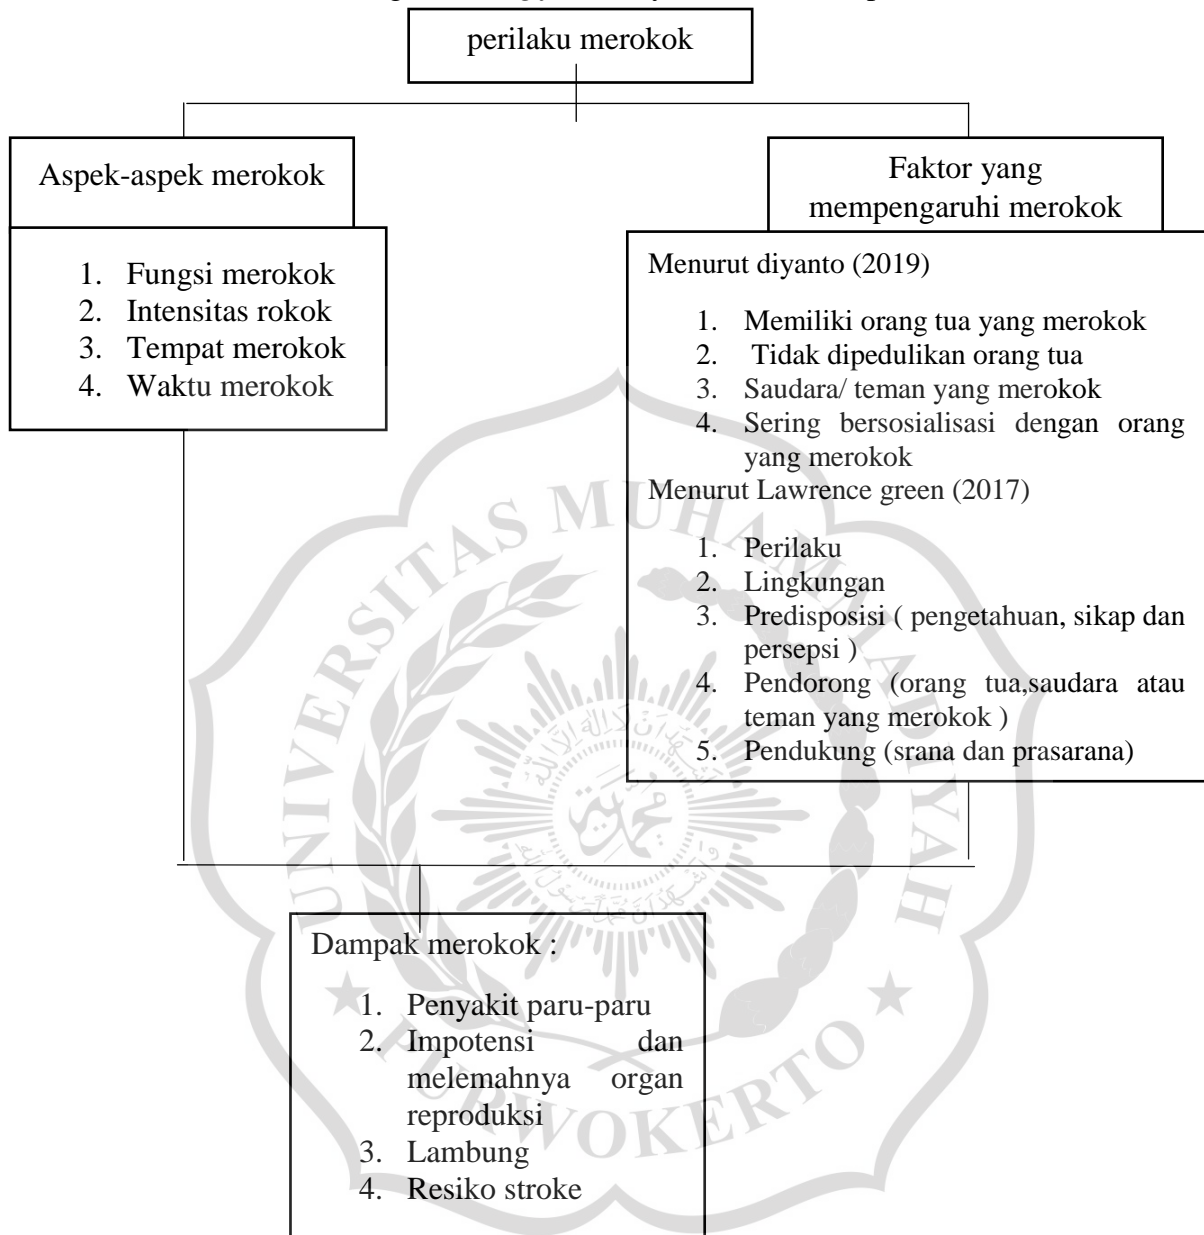 perilaku merokok
Aspek-aspek merokok
1. Fungsi merokok
2. Intensitas rokok
3. Tempat merokok
4. Waktu merokok
Faktor yang
mempengaruhi merokok
Menurut diyanto (2019)
1. Memiliki orang tua yang merokok
2. Tidak dipedulikan orang tua
3. Saudara/ teman yang merokok
4. Sering bersosialisasi dengan orang
yang merokok
Menurut Lawrence green (2017)
1. Perilaku
2. Lingkungan
3. Predisposisi ( pengetahuan, sikap dan
persepsi )
4. Pendorong (orang tua,saudara atau
teman yang merokok )
5. Pendukung (srana dan prasarana)
Dampak merokok :
1. Penyakit paru-paru
2. Impotensi dan
melemahnya organ
reproduksi
3. Lambung
4. Resiko stroke
UNIVERSITAS MUHAMMADIYAH
PURWOKERTO
محمد